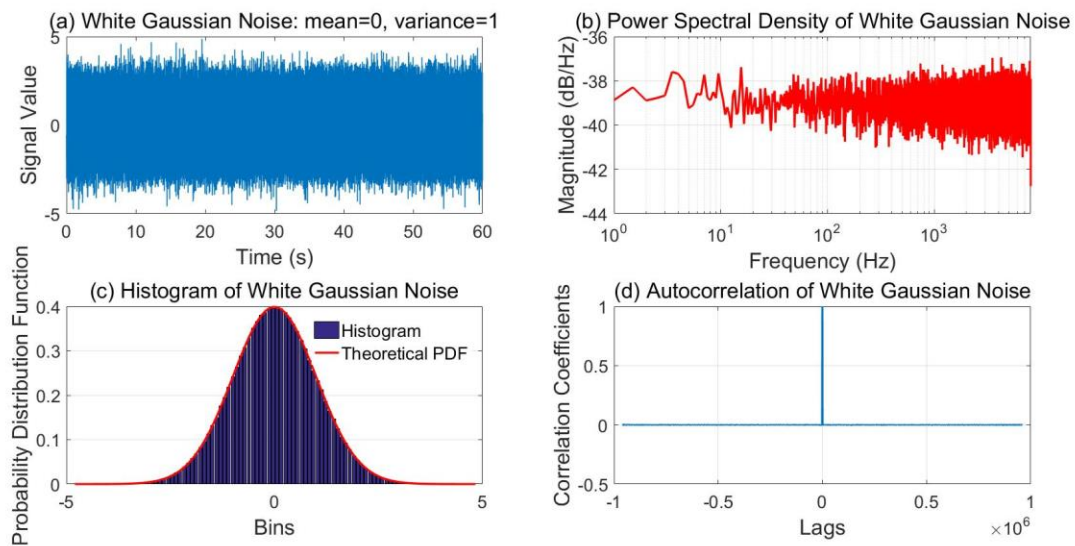 (a) White Gaussian Noise: mean=0, variance=1
5
0
-5
Signal Value
0 10 20 30 40 50 60
Time (s)
(b) Power Spectral Density of White Gaussian Noise
-36
-38
-40
-42
-44
Magnitude (dB/Hz)
10^0 10^1 10^2 10^3
Frequency (Hz)
(c) Histogram of White Gaussian Noise
0.4
0.3
0.2
0.1
0
Probability Distribution Function
Histogram
Theoretical PDF
-5 0 5
Bins
(d) Autocorrelation of White Gaussian Noise
1
0.5
0
-0.5
Correlation Coefficients
-1 -0.5 0 0.5 1
Lags
×10^6